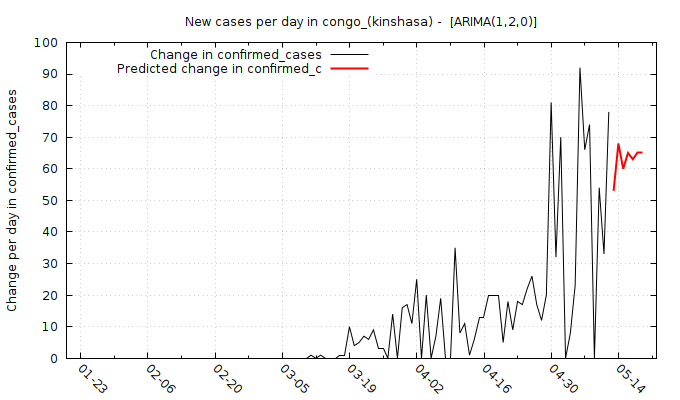 New cases per day in congo_(kinshasa) -  [ARIMA(1,2,0)]
Change per day in confirmed_cases
Change in confirmed_cases
Predicted change in confirmed_c
100
90
80
70
60
50
40
30
20
10
0
01-23 02-06 02-20 03-05 03-19 04-02 04-16 04-30 05-14